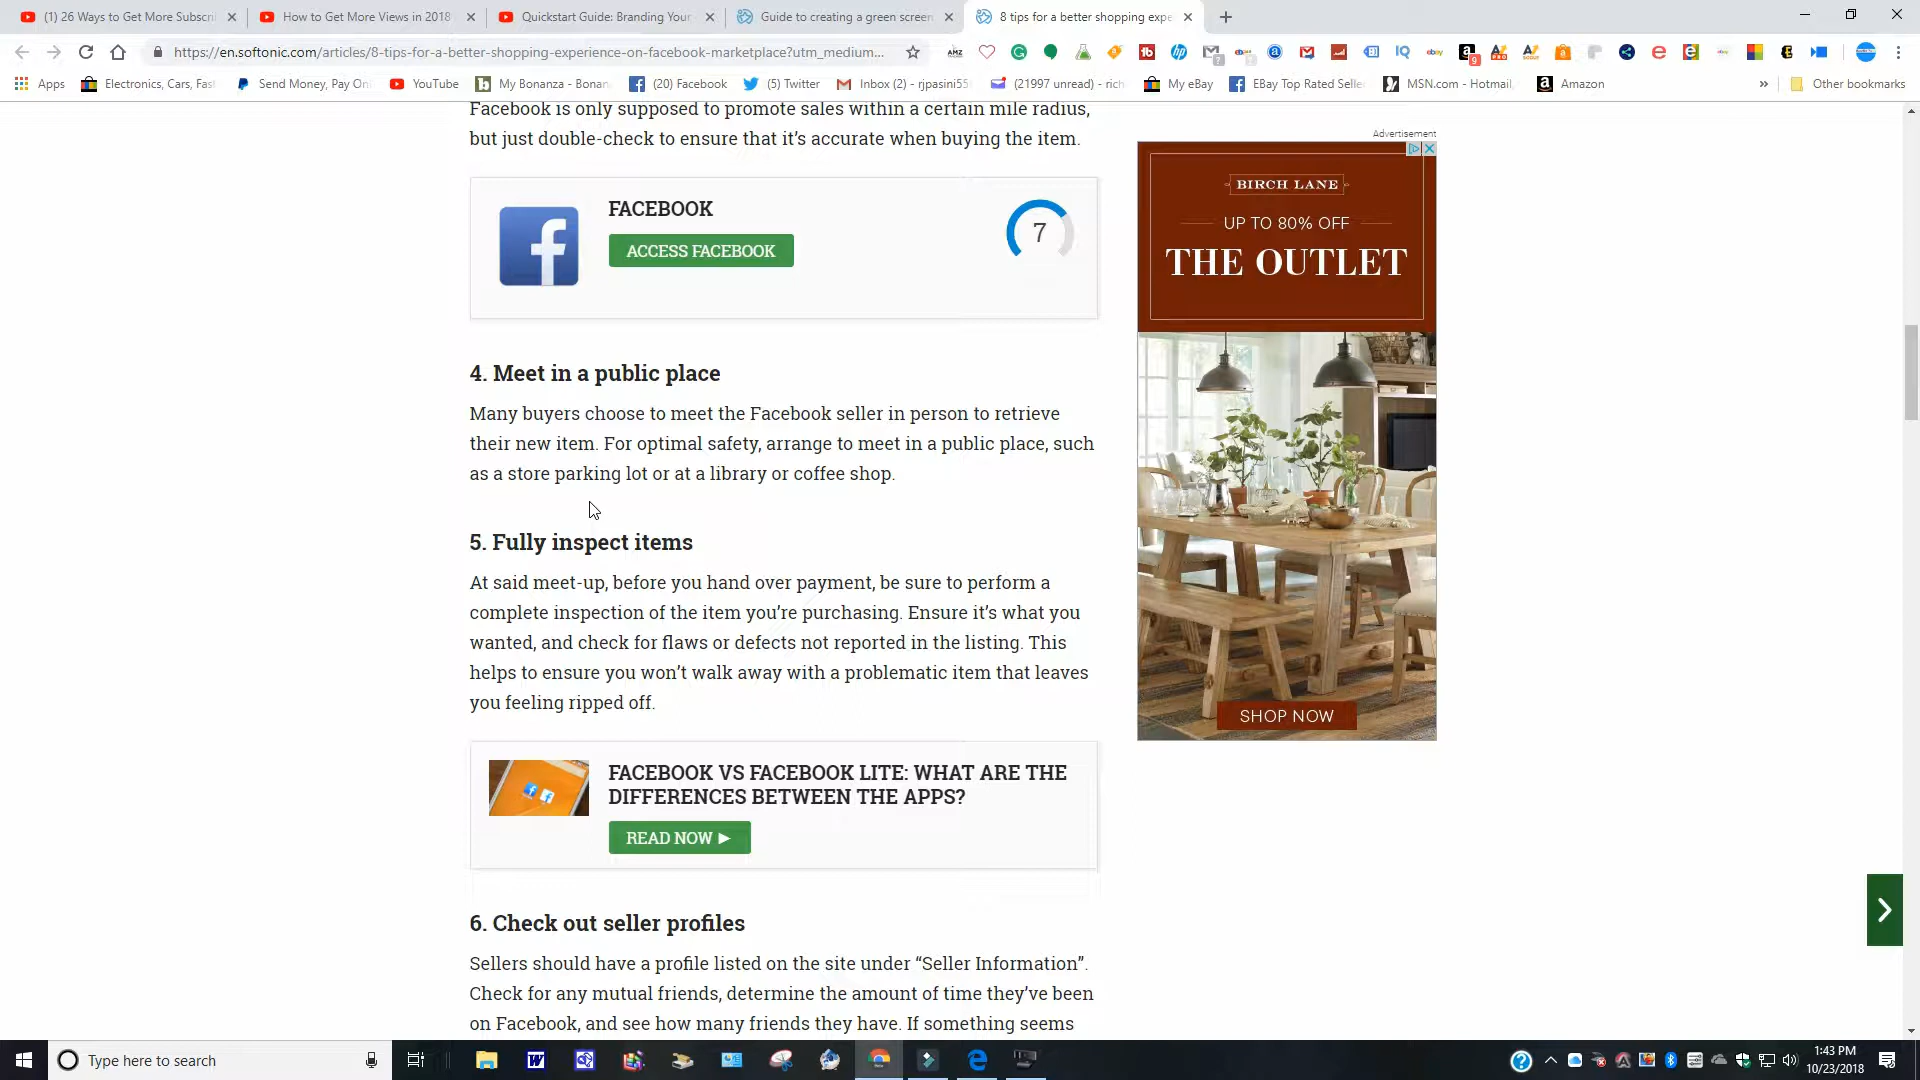 (1) 26 Ways to Get More Subscri
How to Get More Views in 2018
Quickstart Guide: Branding Your
Guide to creating a green screen
8 tips for a better shopping expe
https://en.softonic.com/articles/8-tips-for-a-better-shopping-experience-on-facebook-marketplace?utm_medium...
Apps
Electronics, Cars, Fas
Send Money, Pay Onl
YouTube
My Bonanza - Bonan
(20) Facebook
(5) Twitter
Inbox (2) - rjpasini55
(21997 unread) - rich
My eBay
EBay Top Rated Selle
MSN.com - Hotmail,
Amazon
»
Other bookmarks
Facebook is only supposed to promote sales within a certain mile radius,
but just double-check to ensure that it’s accurate when buying the item.
FACEBOOK
ACCESS FACEBOOK
7
4. Meet in a public place
Many buyers choose to meet the Facebook seller in person to retrieve
their new item. For optimal safety, arrange to meet in a public place, such
as a store parking lot or at a library or coffee shop.
5. Fully inspect items
At said meet-up, before you hand over payment, be sure to perform a
complete inspection of the item you’re purchasing. Ensure it’s what you
wanted, and check for flaws or defects not reported in the listing. This
helps to ensure you won’t walk away with a problematic item that leaves
you feeling ripped off.
FACEBOOK VS FACEBOOK LITE: WHAT ARE THE
DIFFERENCES BETWEEN THE APPS?
READ NOW ►
6. Check out seller profiles
Sellers should have a profile listed on the site under “Seller Information”.
Check for any mutual friends, determine the amount of time they’ve been
on Facebook, and see how many friends they have. If something seems
Advertisement
BIRCH LANE
UP TO 80% OFF
THE OUTLET
SHOP NOW
Type here to search
1:43 PM
10/23/2018